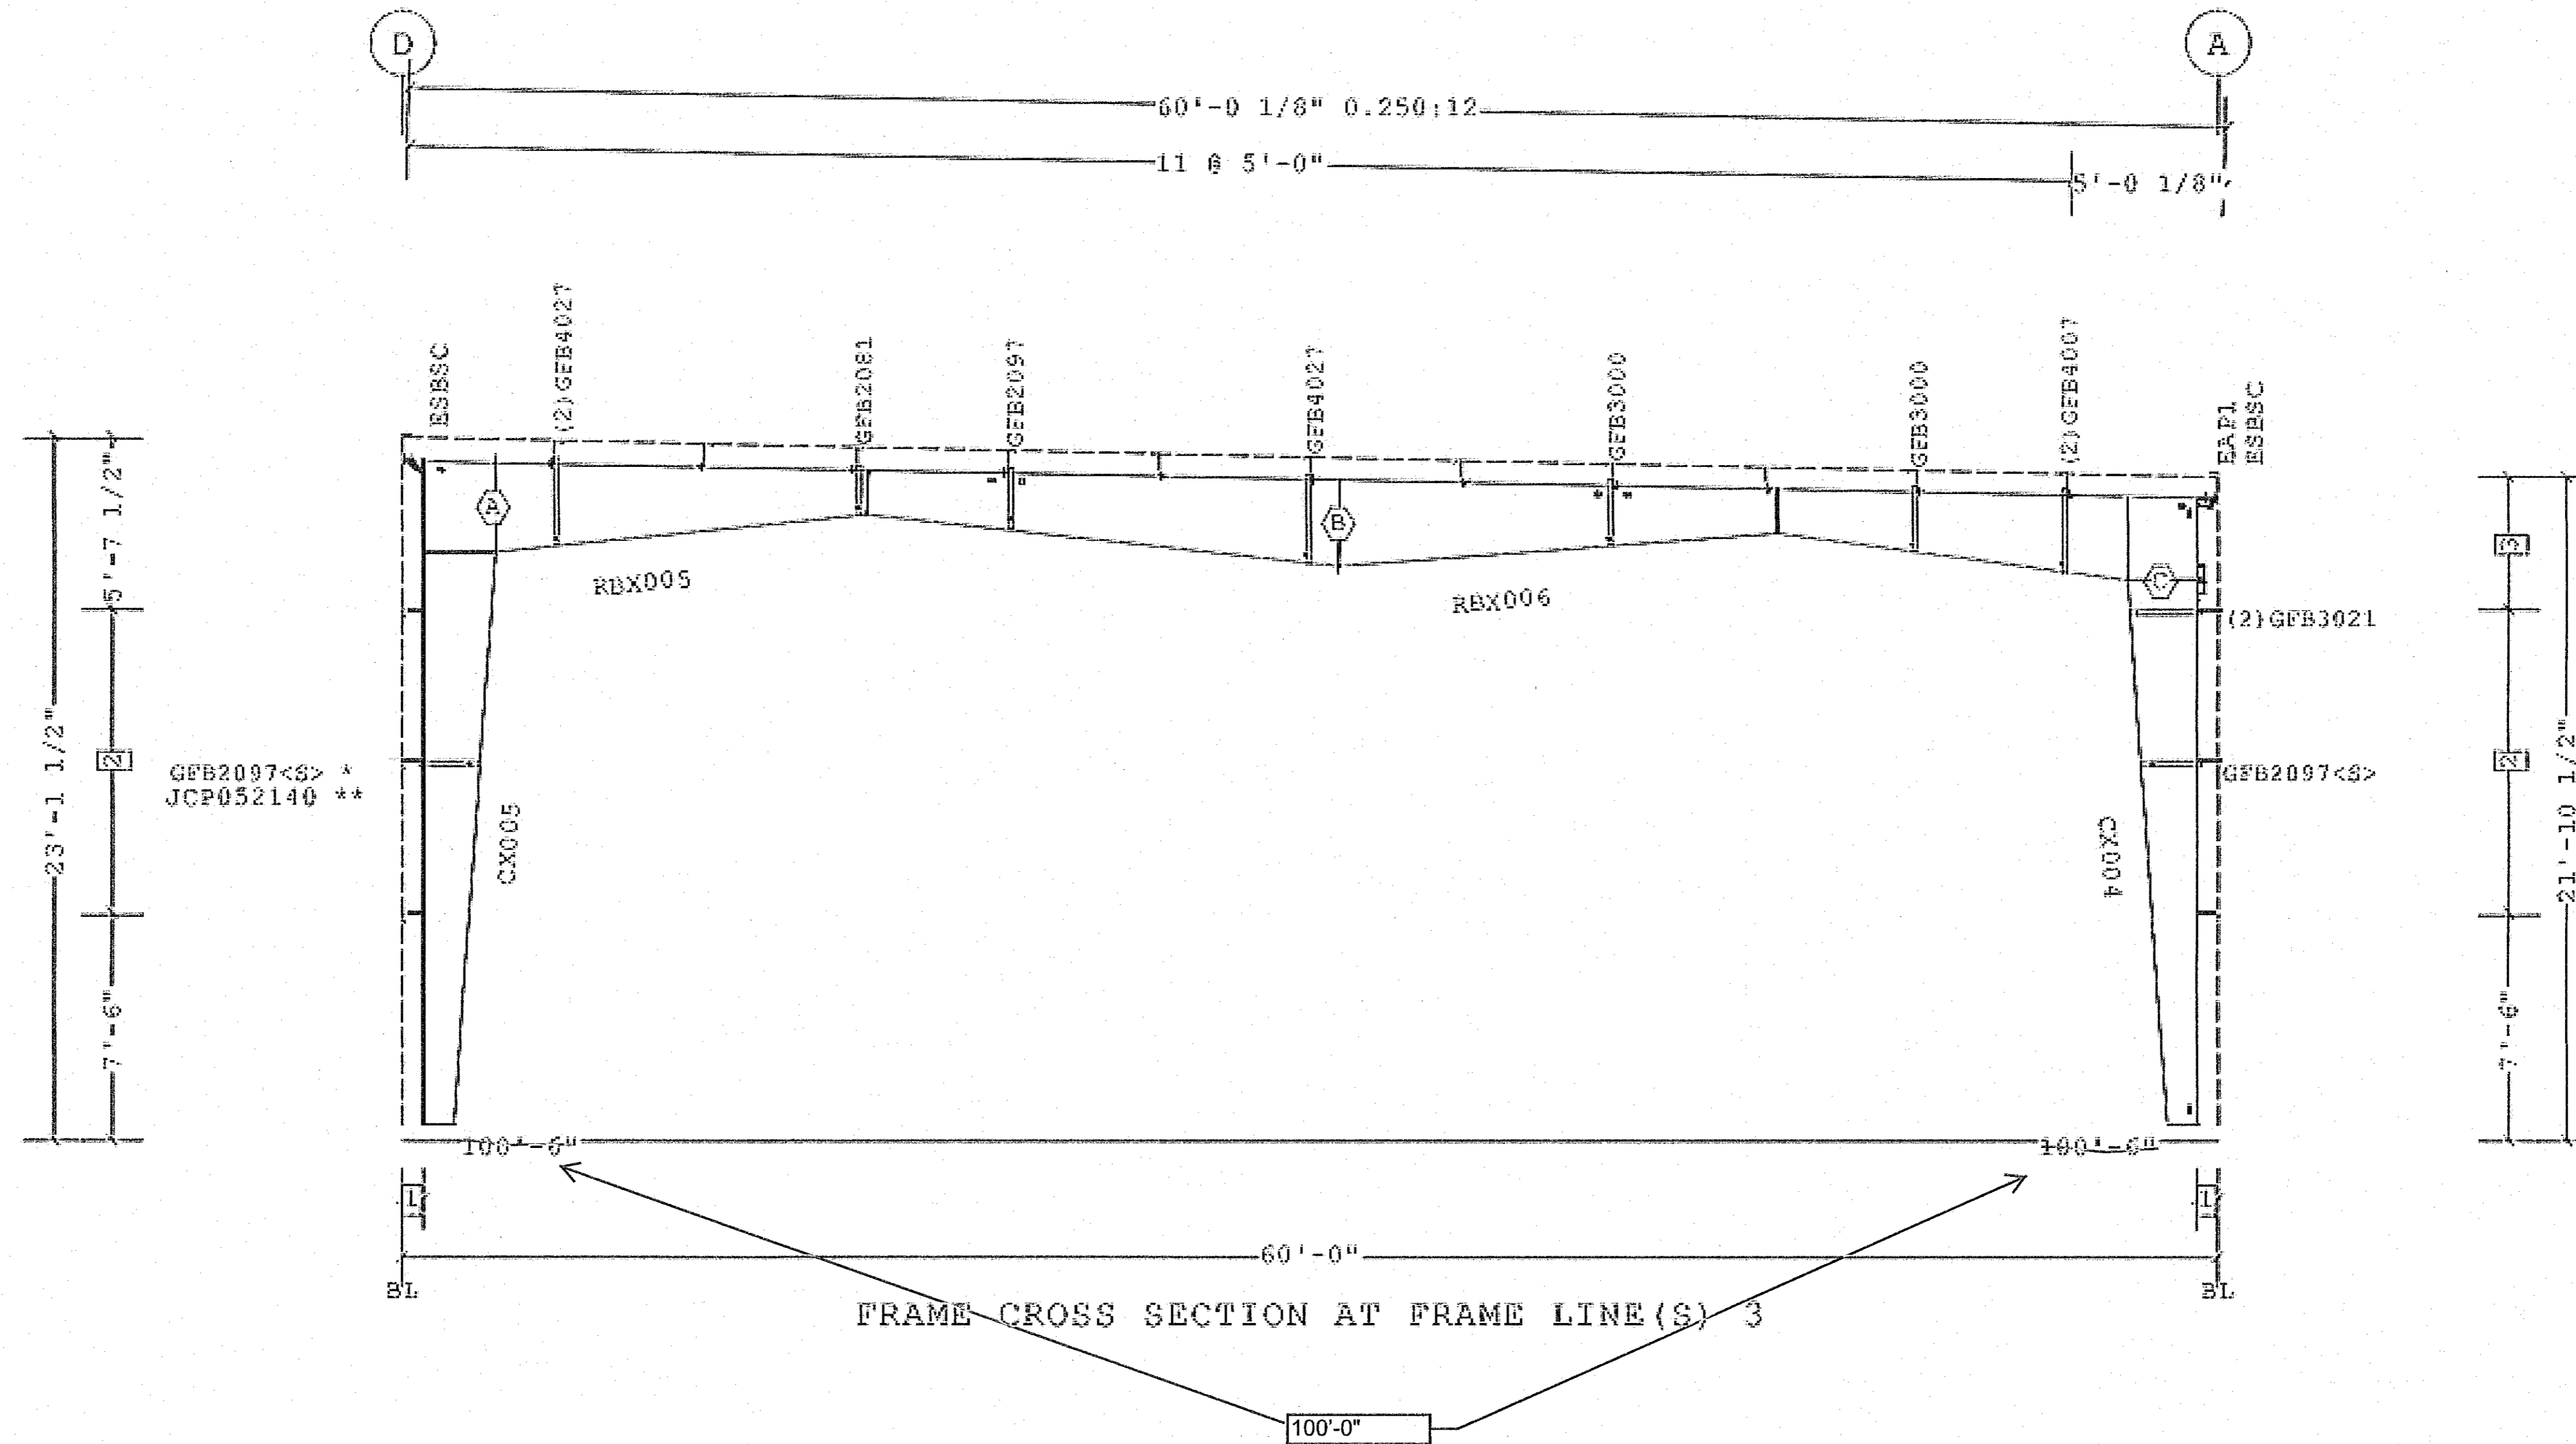 D
A
60'-0 1/8" 0.250:12
11 @ 5'-0"
5'-0 1/8"
ESBSC
(2)GFB4027
GFB2081
GFB2097
GFB4027
GFB3000
GFB3000
(2)GFB4007
EAP1
ESBSC
A
B
C
RBX005
RBX006
23'-1 1/2"
5'-7 1/2"
2
7'-6"
GFB2097<S> *
JCP052140 **
CX005
CX004
(2)GFB3021
GFB2097<S>
3
2
7'-6"
21'-10 1/2"
100'-6"
100'-6"
1
1
60'-0"
BL
BL
FRAME CROSS SECTION AT FRAME LINE(S) 3
100'-0"